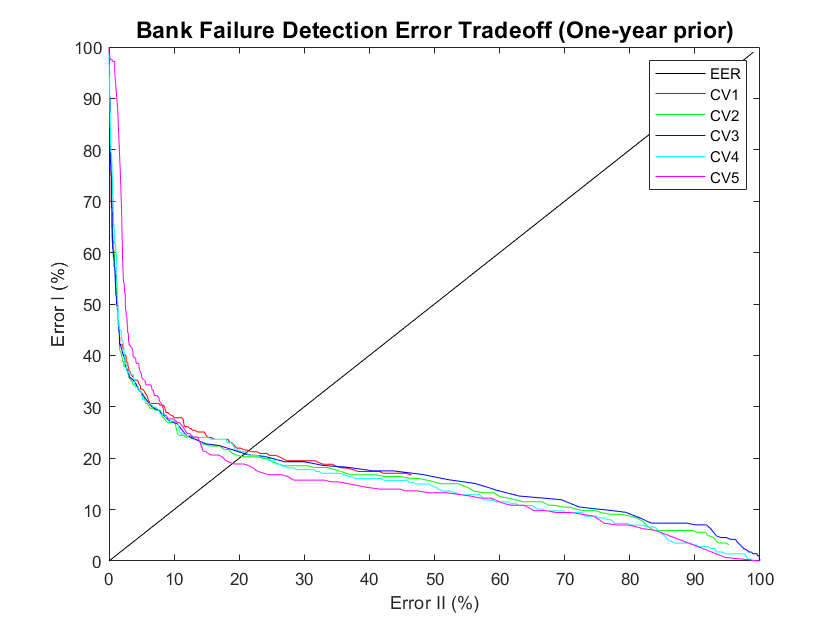 Bank Failure Detection Error Tradeoff (One-year prior)
100
90
80
70
60
50
40
30
20
10
0
Error I (%)
EER
CV1
CV2
CV3
CV4
CV5
0 10 20 30 40 50 60 70 80 90 100
Error II (%)